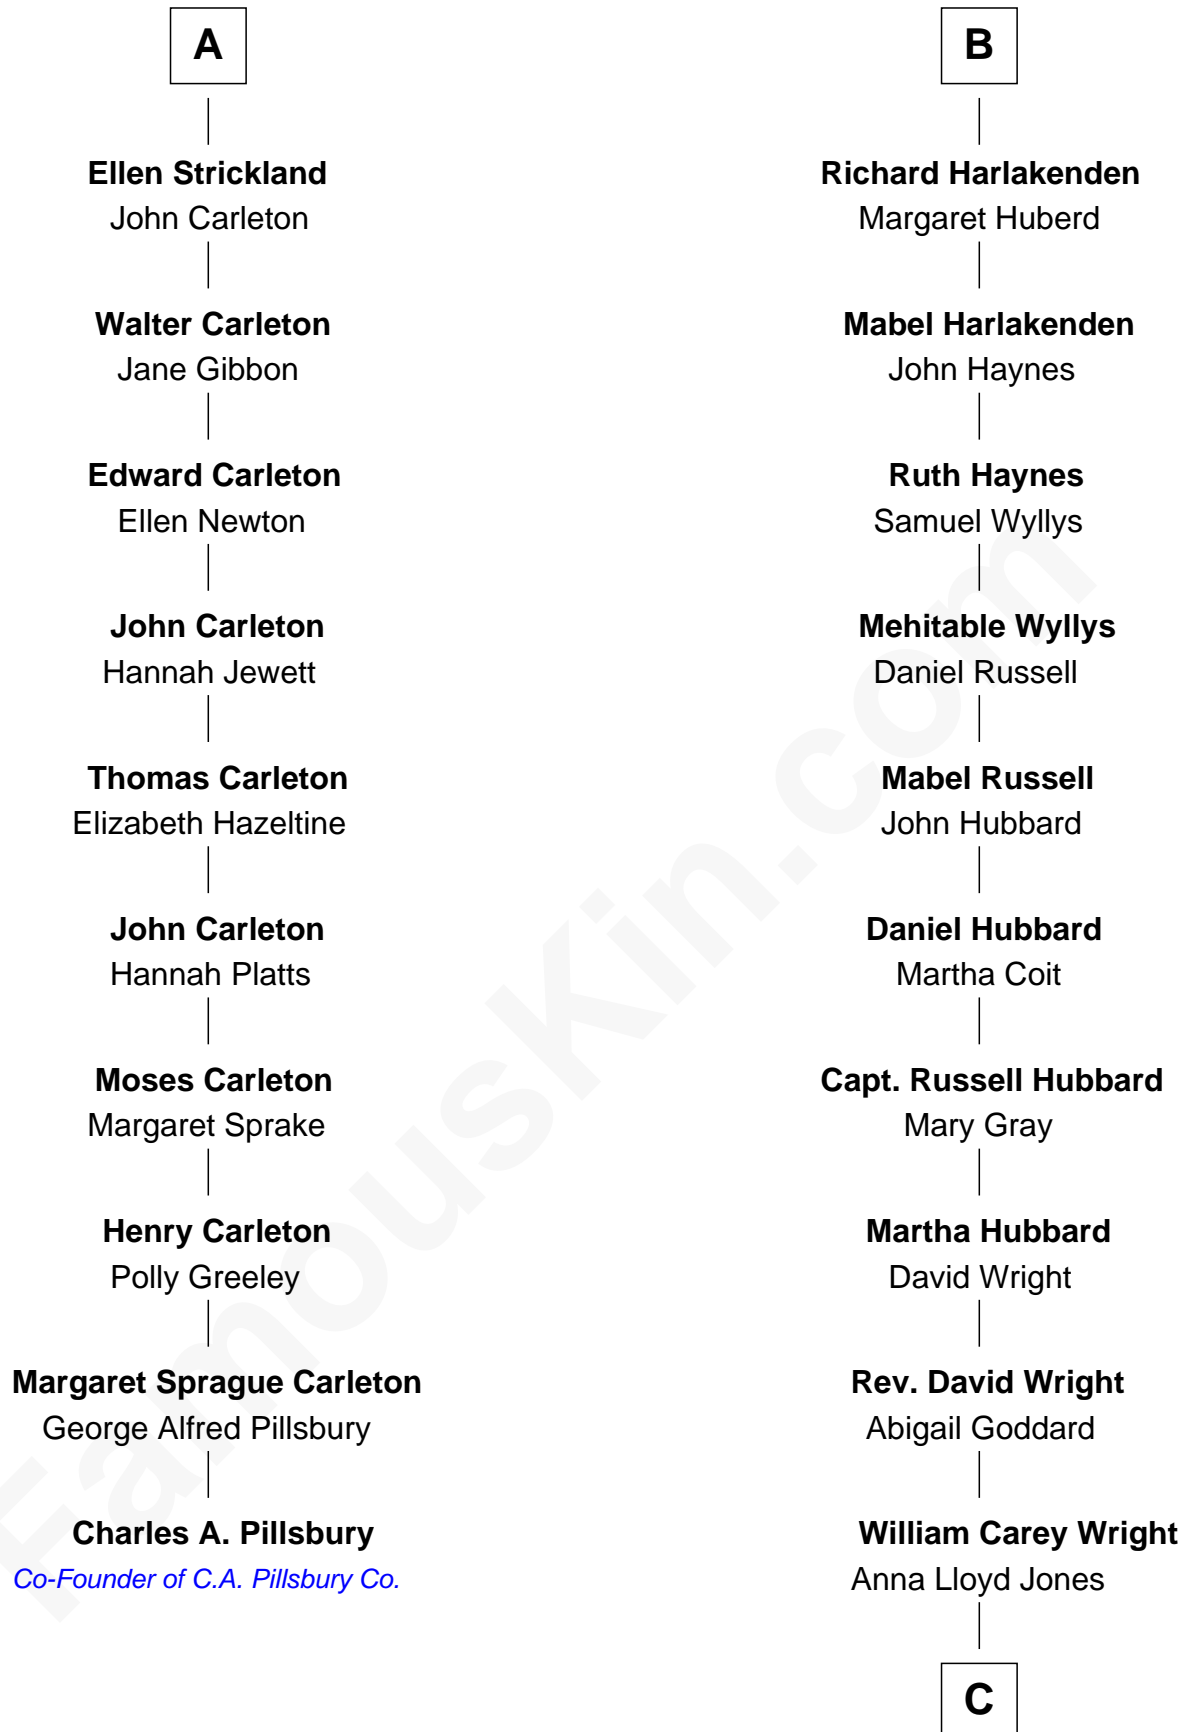 A
Ellen Strickland
John Carleton
Walter Carleton
Jane Gibbon
Edward Carleton
Ellen Newton
John Carleton
Hannah Jewett
Thomas Carleton
Elizabeth Hazeltine
John Carleton
Hannah Platts
Moses Carleton
Margaret Sprake
Henry Carleton
Polly Greeley
Margaret Sprague Carleton
George Alfred Pillsbury
Charles A. Pillsbury
Co-Founder of C.A. Pillsbury Co.
B
Richard Harlakenden
Margaret Huberd
Mabel Harlakenden
John Haynes
Ruth Haynes
Samuel Wyllys
Mehitable Wyllys
Daniel Russell
Mabel Russell
John Hubbard
Daniel Hubbard
Martha Coit
Capt. Russell Hubbard
Mary Gray
Martha Hubbard
David Wright
Rev. David Wright
Abigail Goddard
William Carey Wright
Anna Lloyd Jones
C
FamousKin.com